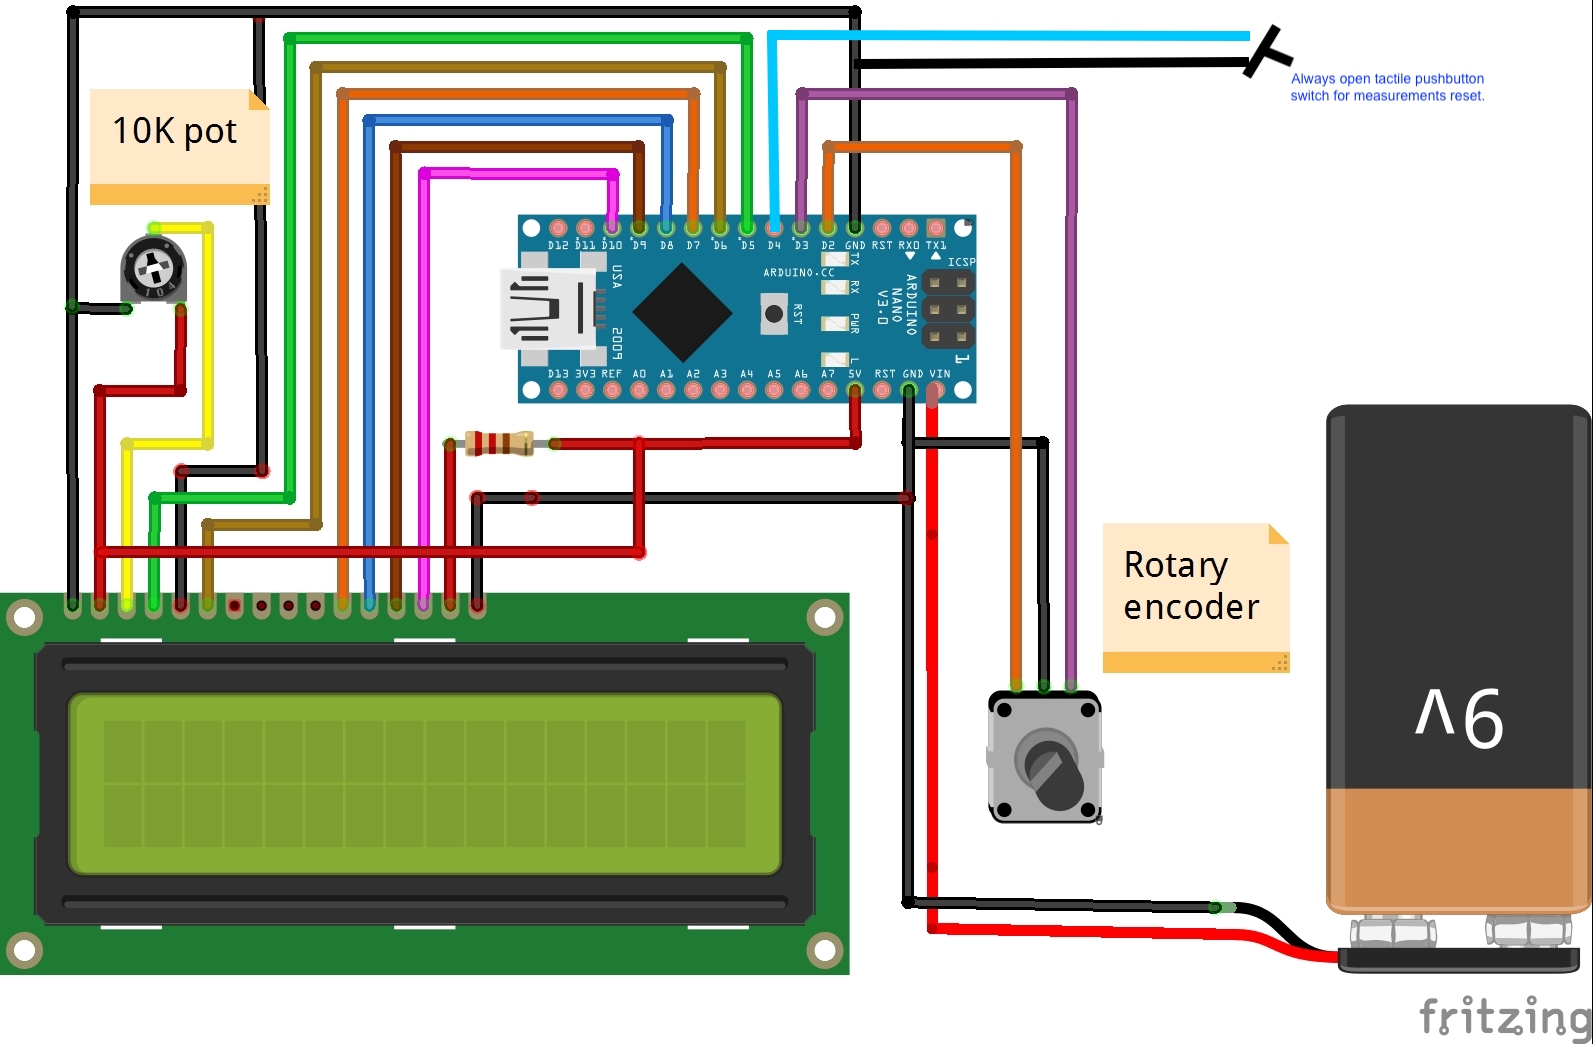 10K pot
Always open tactile pushbutton
switch for measurements reset.
D12 D11 D10 D9 D8 D7 D6 D5 D4 D3 D2 GND RST RX0 TX1
ICSP
TX
RX
PWR
L
ARDUINO.CC
ARDUINO
NANO
V3.0
RST
USA
2009
1
D13 3V3 REF A0 A1 A2 A3 A4 A5 A6 A7 5V RST GND VIN
104
Rotary
encoder
9V
fritzing